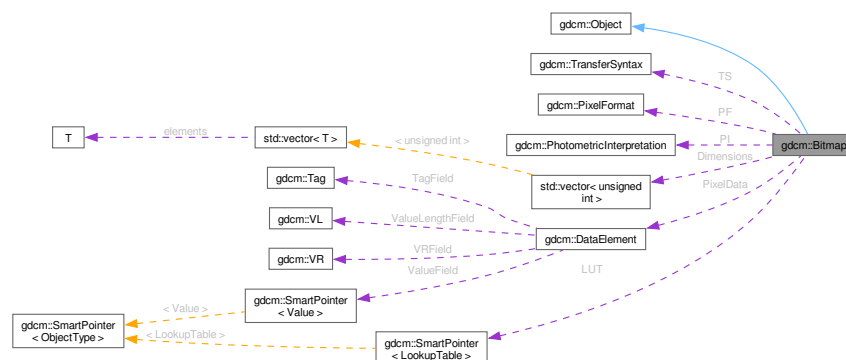 gdcm::Object
gdcm::TransferSyntax
TS
gdcm::PixelFormat
PF
T
elements
std::vector< T >
< unsigned int >
gdcm::PhotometricInterpretation
PI
gdcm::Bitmap
Dimensions
gdcm::Tag
TagField
std::vector< unsigned
int >
PixelData
gdcm::VL
ValueLengthField
gdcm::DataElement
gdcm::VR
VRField
ValueField
LUT
gdcm::SmartPointer
< Value >
< Value >
gdcm::SmartPointer
< ObjectType >
< LookupTable >
gdcm::SmartPointer
< LookupTable >